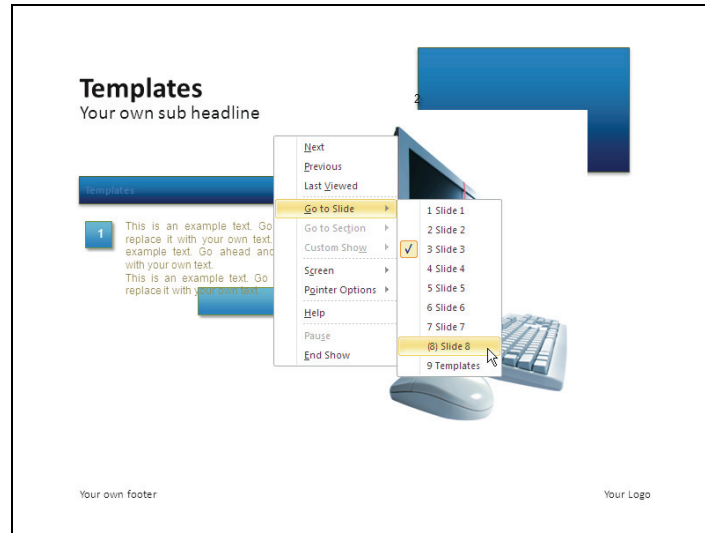 Templates
Your own sub headline
2
Templates
1
This is an example text. Go
replace it with your own text.
example text. Go ahead and
with your own text.
This is an example text. Go
replace it with your own text.
Next
Previous
Last Viewed
Go to Slide
Go to Section
Custom Show
Screen
Pointer Options
Help
Pause
End Show
1 Slide 1
2 Slide 2
3 Slide 3
4 Slide 4
5 Slide 5
6 Slide 6
7 Slide 7
(8) Slide 8
9 Templates
Your own footer
Your Logo